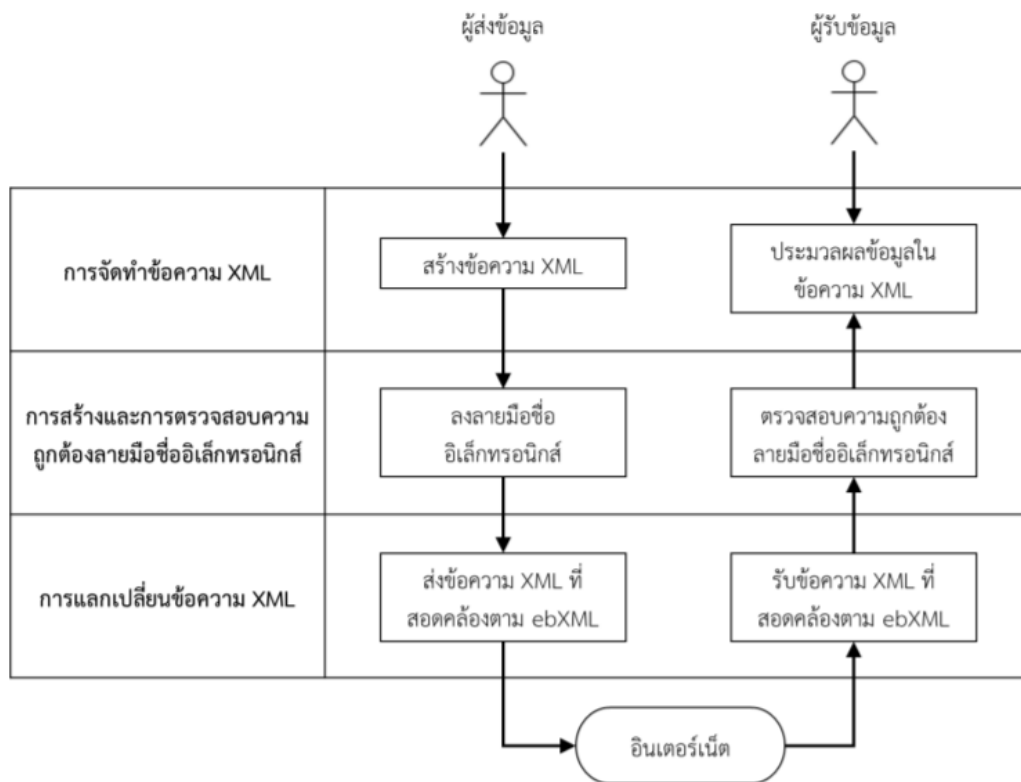 ผู้ส่งข้อมูล
ผู้รับข้อมูล
การจัดทำข้อความ XML
สร้างข้อความ XML
ประมวลผลข้อมูลใน
ข้อความ XML
การสร้างและการตรวจสอบความ
ถูกต้องลายมือชื่ออิเล็กทรอนิกส์
ลงลายมือชื่อ
อิเล็กทรอนิกส์
ตรวจสอบความถูกต้อง
ลายมือชื่ออิเล็กทรอนิกส์
การแลกเปลี่ยนข้อความ XML
ส่งข้อความ XML ที่
สอดคล้องตาม ebXML
รับข้อความ XML ที่
สอดคล้องตาม ebXML
อินเตอร์เน็ต